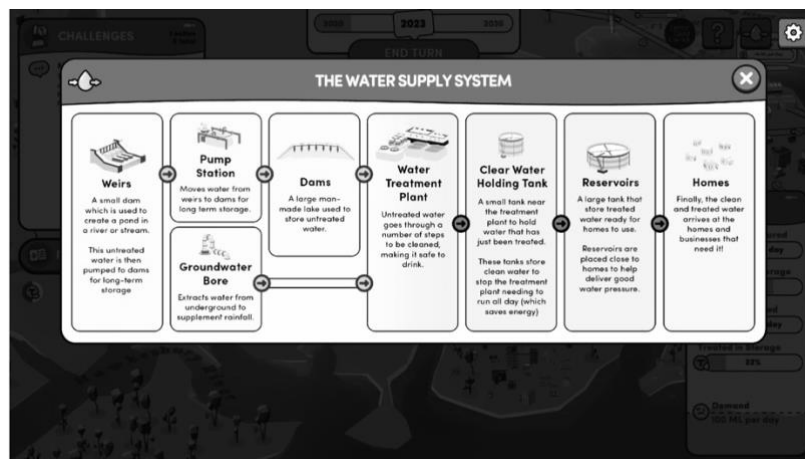 CHALLENGES
2023
2030
END TURN
?
THE WATER SUPPLY SYSTEM
Weirs
A small dam
which is used to
create a pond in
a river or stream.
This untreated
water is then
pumped to dams
for long-term
storage
Pump
Station
Moves water from
weirs to dams for
long term storage.
Groundwater
Bore
Extracts water from
underground to
supplement rainfall.
Dams
A large man-
made lake used to
store untreated
water.
Water
Treatment
Plant
Untreated water
goes through a
number of steps
to be cleaned,
making it safe to
drink.
Clear Water
Holding Tank
A small tank near
the treatment
plant to hold
water that has
just been treated.
These tanks store
clean water to
stop the treatment
plant needing to
run all day (which
saves energy)
Reservoirs
A large tank that
store treated
water ready for
homes to use.
Reservoirs are
placed close to
homes to help
deliver good
water pressure.
Homes
Finally, the clean
and treated water
arrives at the
homes and
businesses that
need it!
day
day
Treated in Storage
33%
Demand
100 ML per day